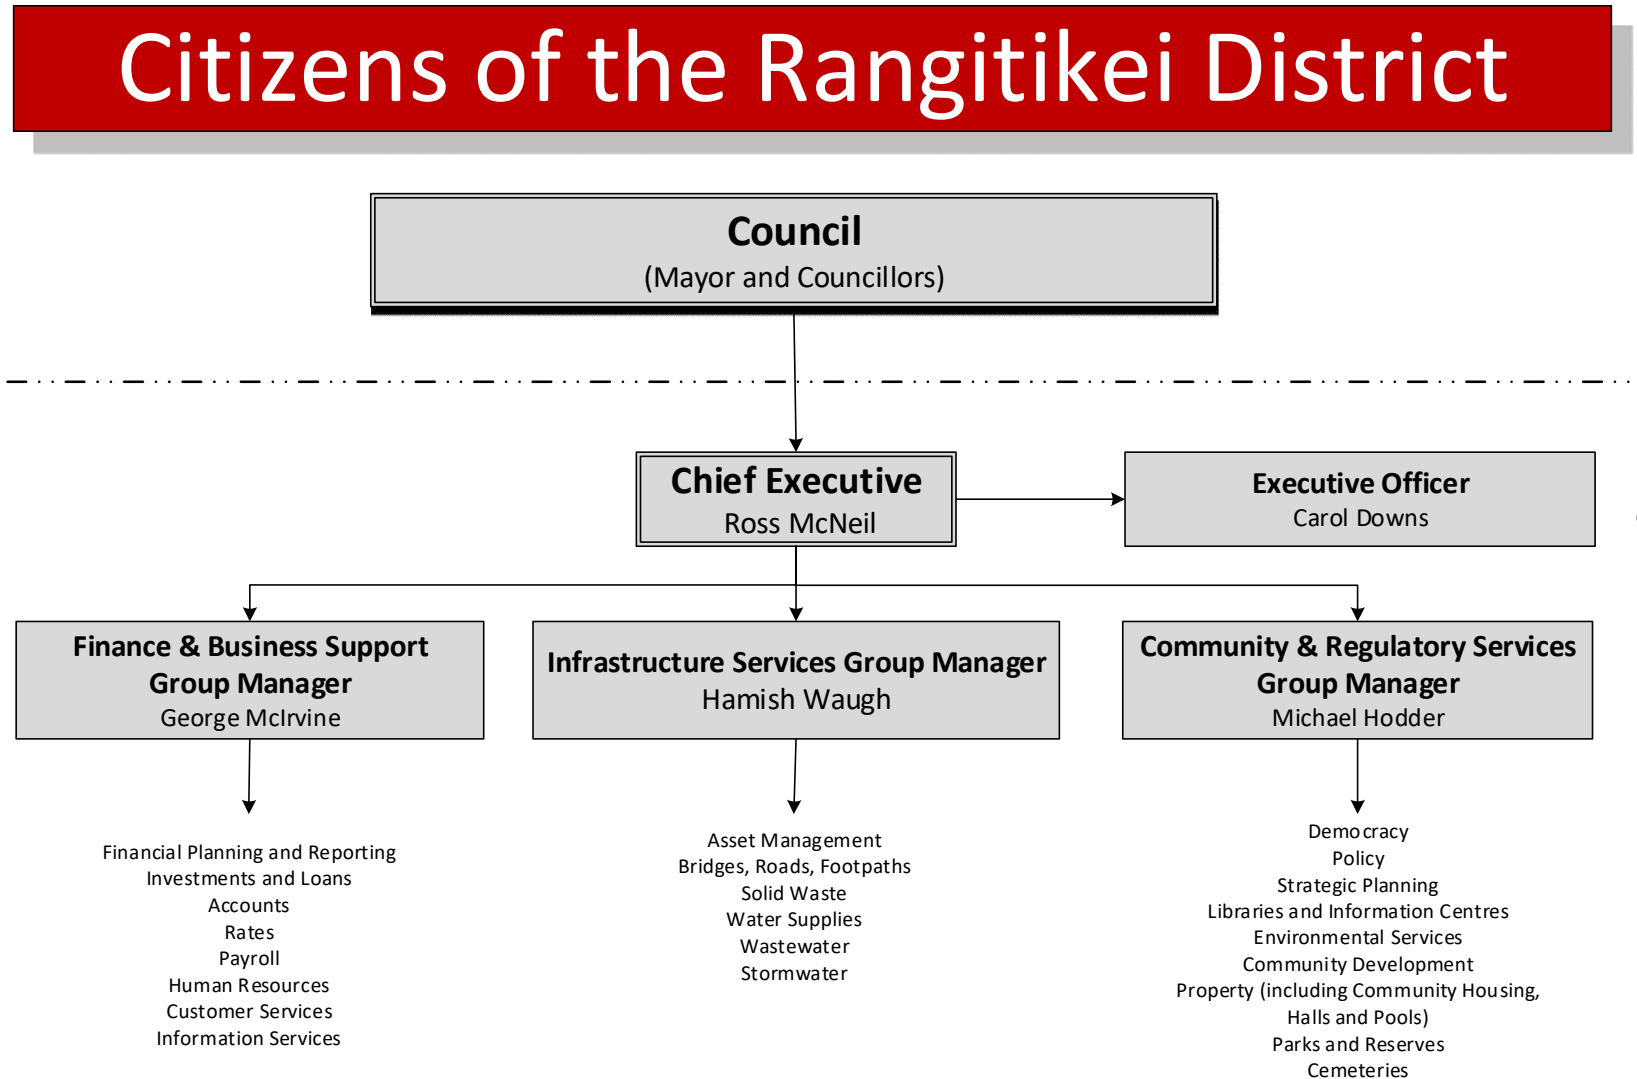 Citizens of the Rangitikei District
Council
(Mayor and Councillors)
Chief Executive
Ross McNeil
Executive Officer
Carol Downs
Finance & Business Support
Group Manager
George McIrvine
Infrastructure Services Group Manager
Hamish Waugh
Community & Regulatory Services
Group Manager
Michael Hodder
Financial Planning and Reporting
Investments and Loans
Accounts
Rates
Payroll
Human Resources
Customer Services
Information Services
Asset Management
Bridges, Roads, Footpaths
Solid Waste
Water Supplies
Wastewater
Stormwater
Democracy
Policy
Strategic Planning
Libraries and Information Centres
Environmental Services
Community Development
Property (including Community Housing,
Halls and Pools)
Parks and Reserves
Cemeteries